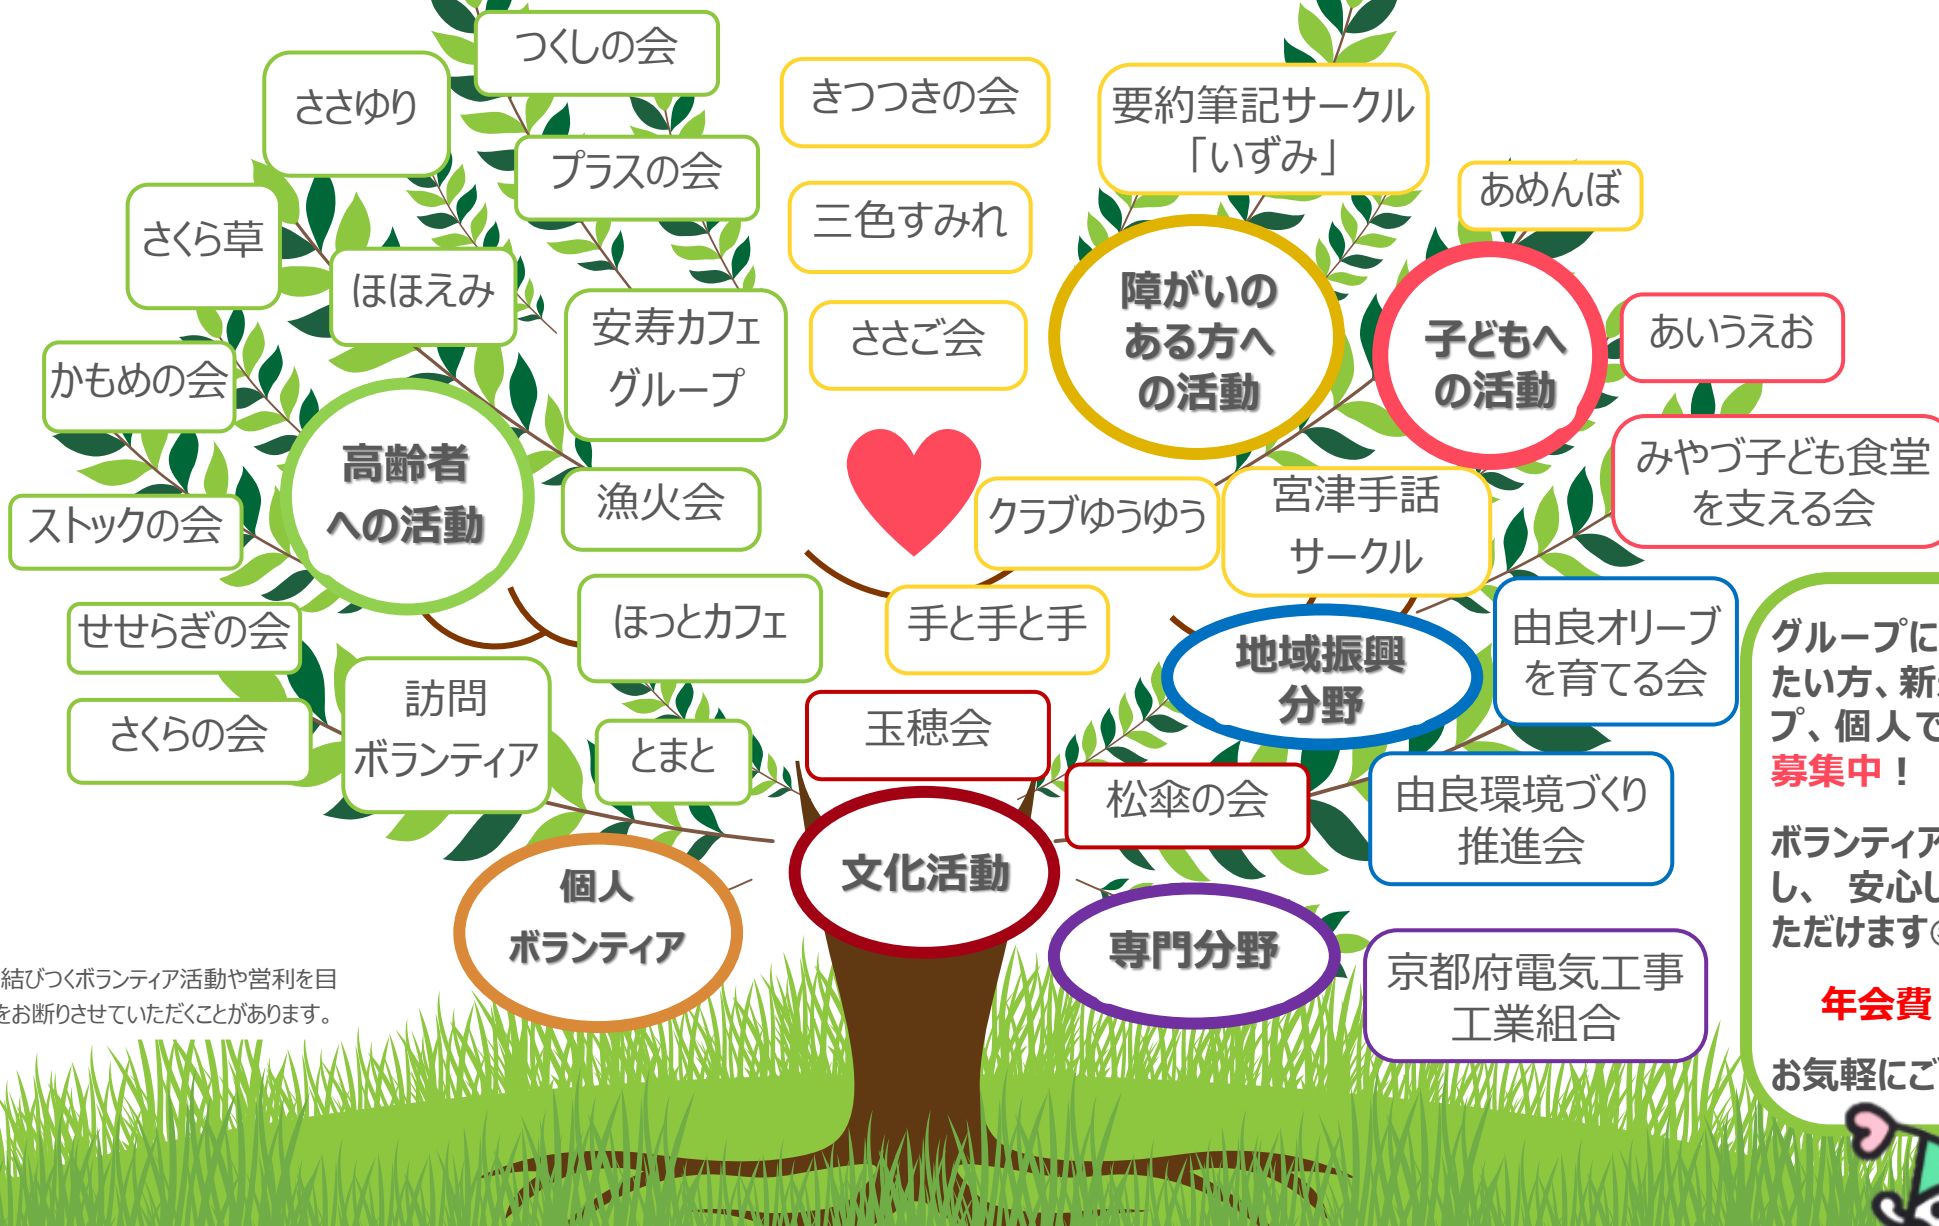 つくしの会
ささゆり
きつつきの会
要約筆記サークル
「いずみ」
プラスの会
あめんぼ
さくら草
三色すみれ
ほほえみ
安寿カフェ
グループ
ささご会
障がいの
ある方へ
の活動
子どもへ
の活動
あいうえお
かもめの会
高齢者
への活動
漁火会
クラブゆうゆう
宮津手話
サークル
みやづ子ども食堂
を支える会
ストックの会
せせらぎの会
ほっとカフェ
手と手と手
地域振興
分野
由良オリーブ
を育てる会
さくらの会
訪問
ボランティア
とまと
玉穂会
松傘の会
由良環境づくり
推進会
個人
ボランティア
文化活動
専門分野
京都府電気工事
工業組合
結びつくボランティア活動や営利を目
をお断りさせていただくことがあります。
グループに
たい方、新
プ、個人で
募集中！
ボランティア
し、 安心し
ただけます
年会費
お気軽にご